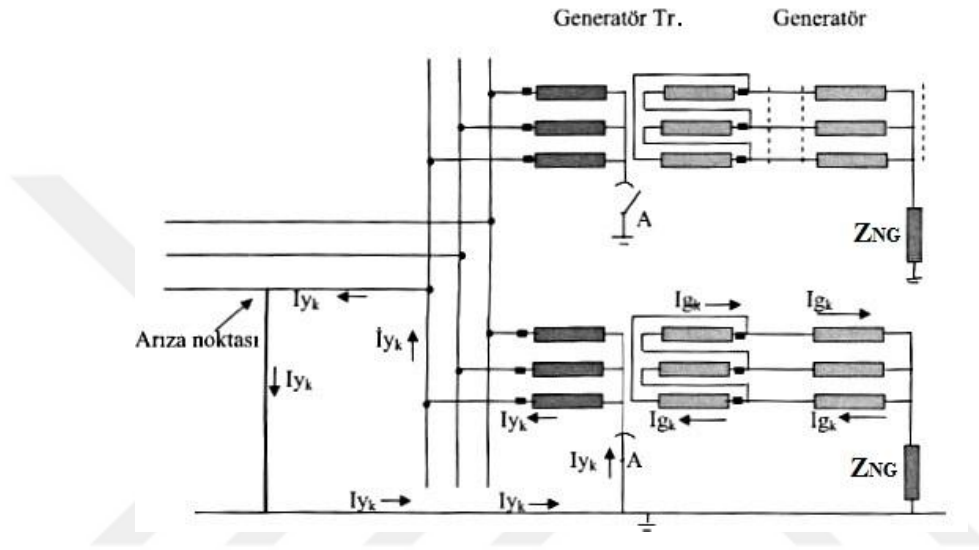 Generatör Tr. Generatör
A
ZNG
Iyk
Igk Igk
Arıza noktası
İyk
Iyk
Iyk Igk Igk
Iyk A
ZNG
Iyk Iyk